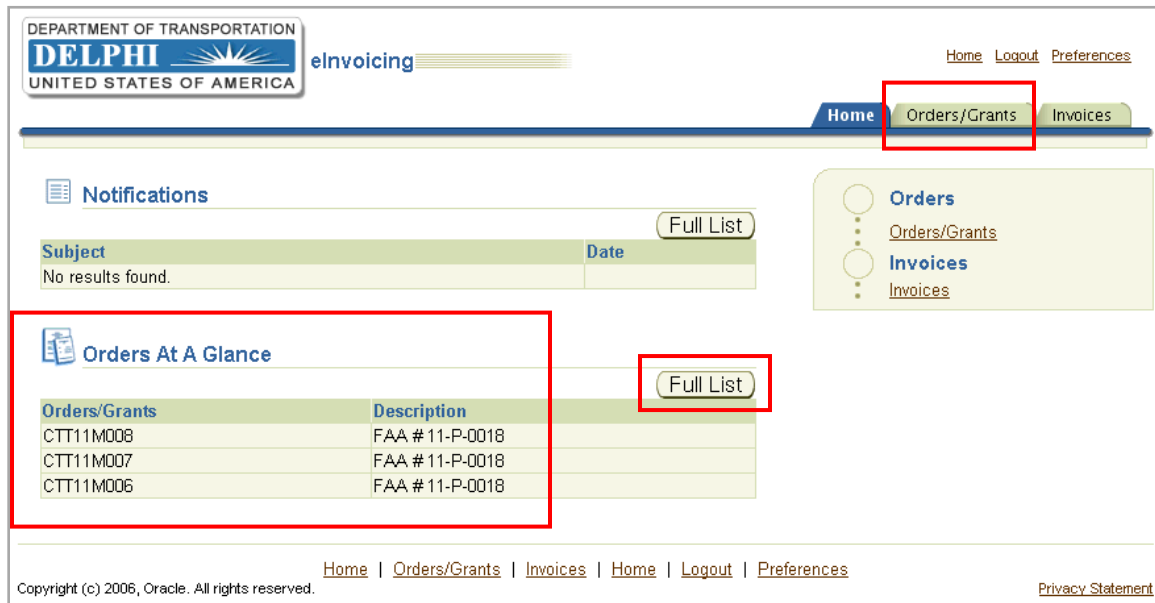 DEPARTMENT OF TRANSPORTATION
DELPHI
UNITED STATES OF AMERICA
eInvoicing
Home Logout Preferences
Home Orders/Grants Invoices
Notifications
Full List
Subject Date
No results found.
Orders
Orders/Grants
Invoices
Invoices
Orders At A Glance
Full List
Orders/Grants Description
CTT11M008 FAA # 11-P-0018
CTT11M007 FAA # 11-P-0018
CTT11M006 FAA # 11-P-0018
Home | Orders/Grants | Invoices | Home | Logout | Preferences
Copyright (c) 2006, Oracle. All rights reserved.
Privacy Statement